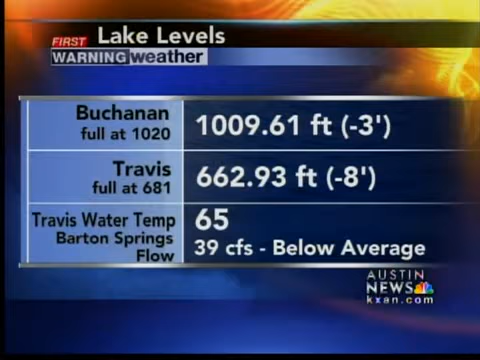 FIRST Lake Levels
WARNING weather
Buchanan
full at 1020
1009.61 ft (-3')
Travis
full at 681
662.93 ft (-8')
Travis Water Temp
65
Barton Springs
Flow
39 cfs - Below Average
AUSTIN
NEWS
kxan.com